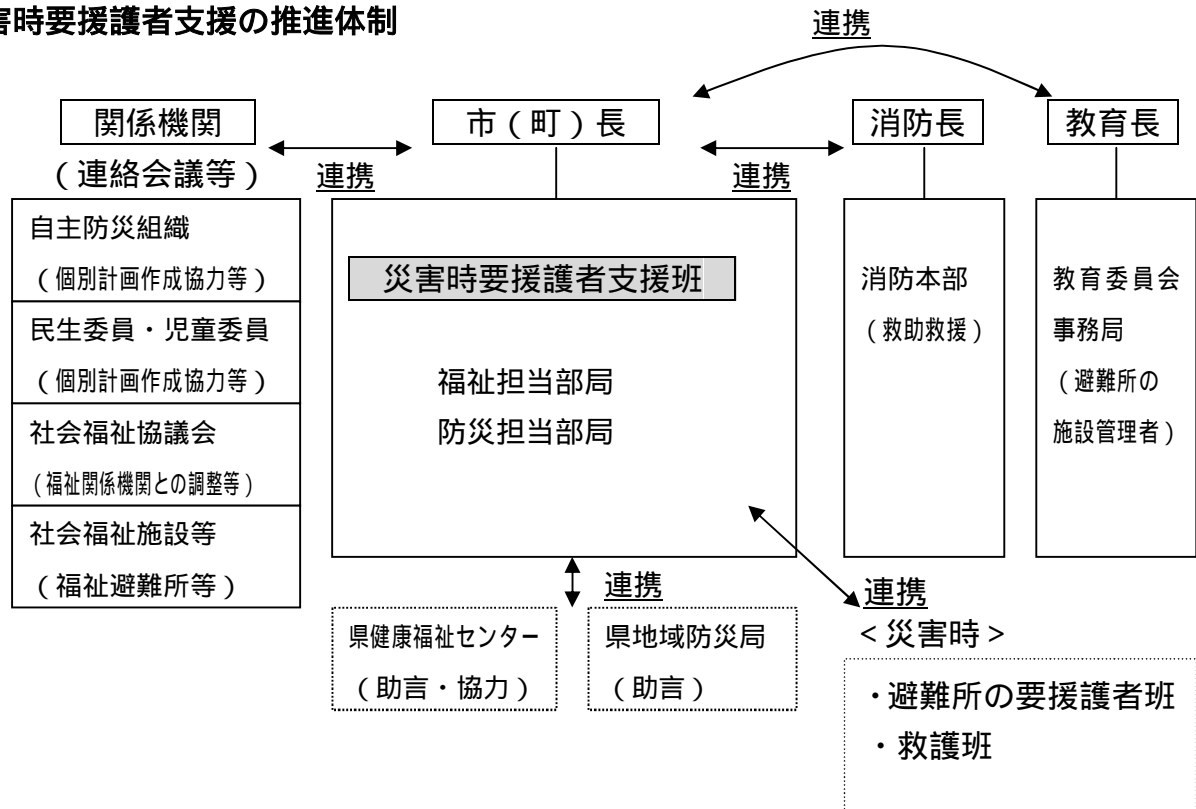 害時要援護者支援の推進体制
連携
関係機関
(連絡会議等)
市(町)長
消防長
教育長
連携
連携
自主防災組織
(個別計画作成協力等)
民生委員・児童委員
(個別計画作成協力等)
社会福祉協議会
(福祉関係機関との調整等)
社会福祉施設等
(福祉避難所等)
災害時要援護者支援班
福祉担当部局
防災担当部局
消防本部
(救助救援)
教育委員会
事務局
(避難所の
施設管理者)
連携
県健康福祉センター
(助言・協力)
県地域防災局
(助言)
連携
<災害時>
・避難所の要援護者班
・救護班